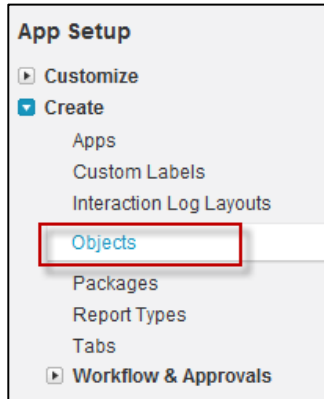 App Setup
Customize
Create
Apps
Custom Labels
Interaction Log Layouts
Objects
Packages
Report Types
Tabs
Workflow & Approvals